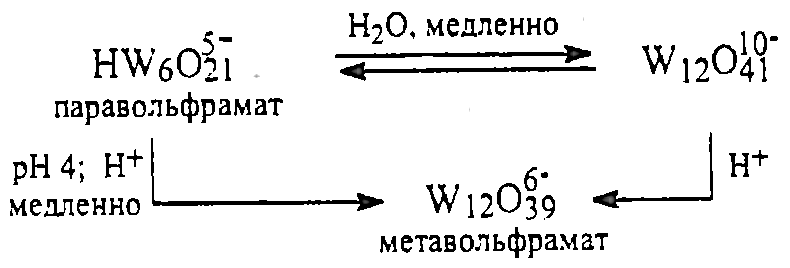 H₂O, медленно
HW₆O₂₁⁵⁻ W₁₂O₄₁¹⁰⁻
паравольфрамат
pH 4; H⁺ H⁺
медленно
W₁₂O₃₉⁶⁻
метавольфрамат